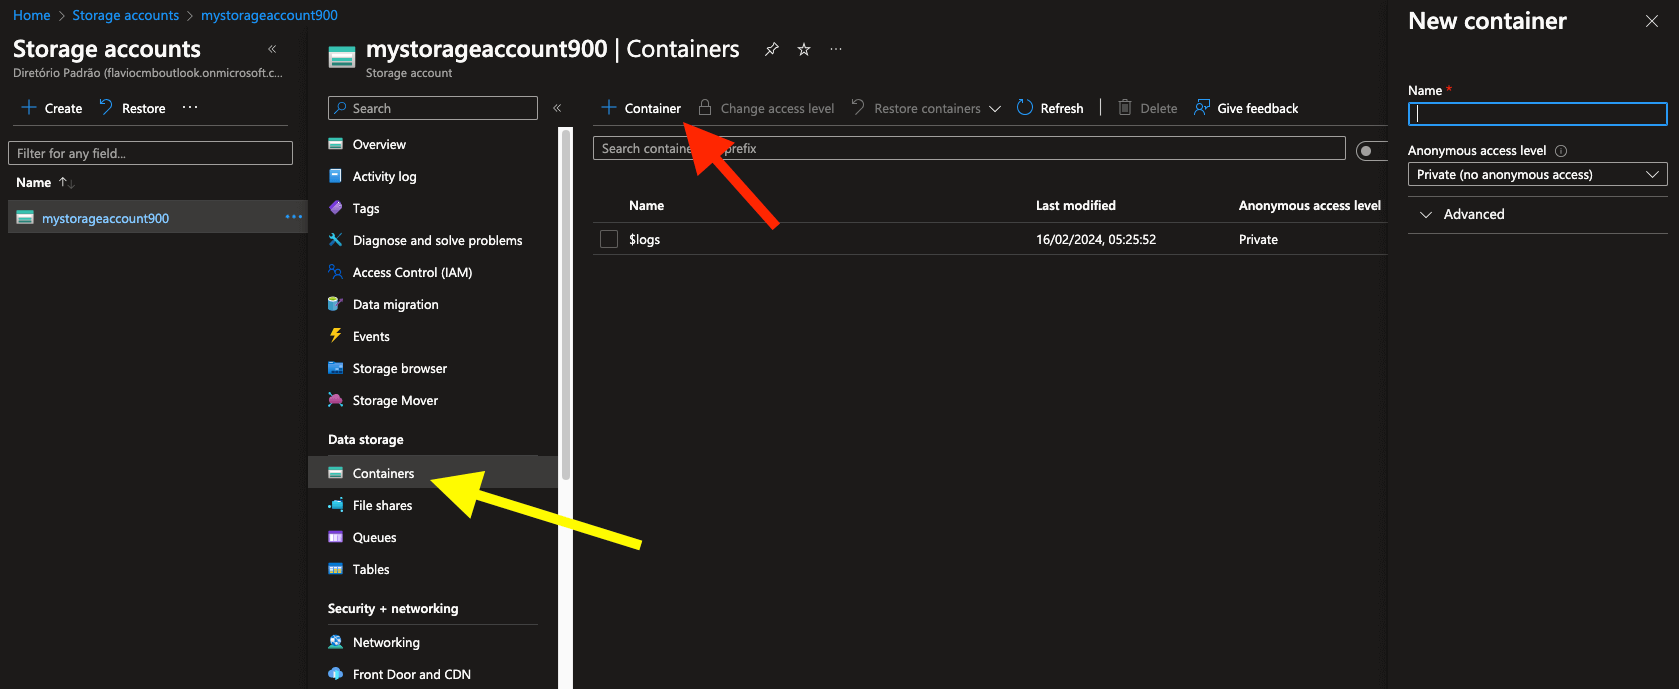 Home > Storage accounts > mystorageaccount900
Storage accounts «
Diretório Padrão (flaviocmboutlook.onmicrosoft.c...
+ Create Restore ...
Filter for any field...
Name ↑↓
mystorageaccount900 ...
mystorageaccount900 | Containers ...
Storage account
Search «
Overview
Activity log
Tags
Diagnose and solve problems
Access Control (IAM)
Data migration
Events
Storage browser
Storage Mover
Data storage
Containers
File shares
Queues
Tables
Security + networking
Networking
Front Door and CDN
+ Container Change access level Restore containers Refresh | Delete Give feedback
Search prefix
Name Last modified Anonymous access level
$logs 16/02/2024, 05:25:52 Private
New container
Name *
Anonymous access level
Private (no anonymous access)
Advanced